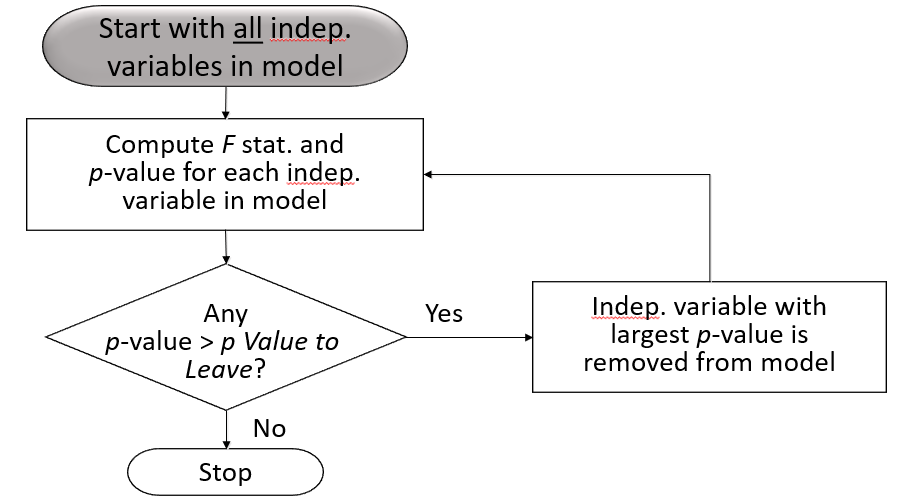 Start with all indep.
variables in model
Compute F stat. and
p-value for each indep.
variable in model
Any
p-value > p Value to
Leave?
Yes
Indep. variable with
largest p-value is
removed from model
No
Stop